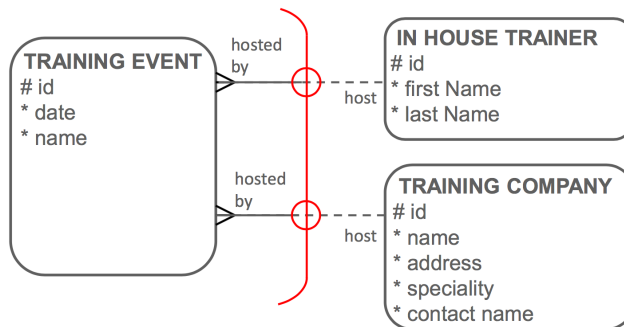 TRAINING EVENT
# id
* date
* name
hosted
by
host
IN HOUSE TRAINER
# id
* first Name
* last Name
hosted
by
host
TRAINING COMPANY
# id
* name
* address
* speciality
* contact name